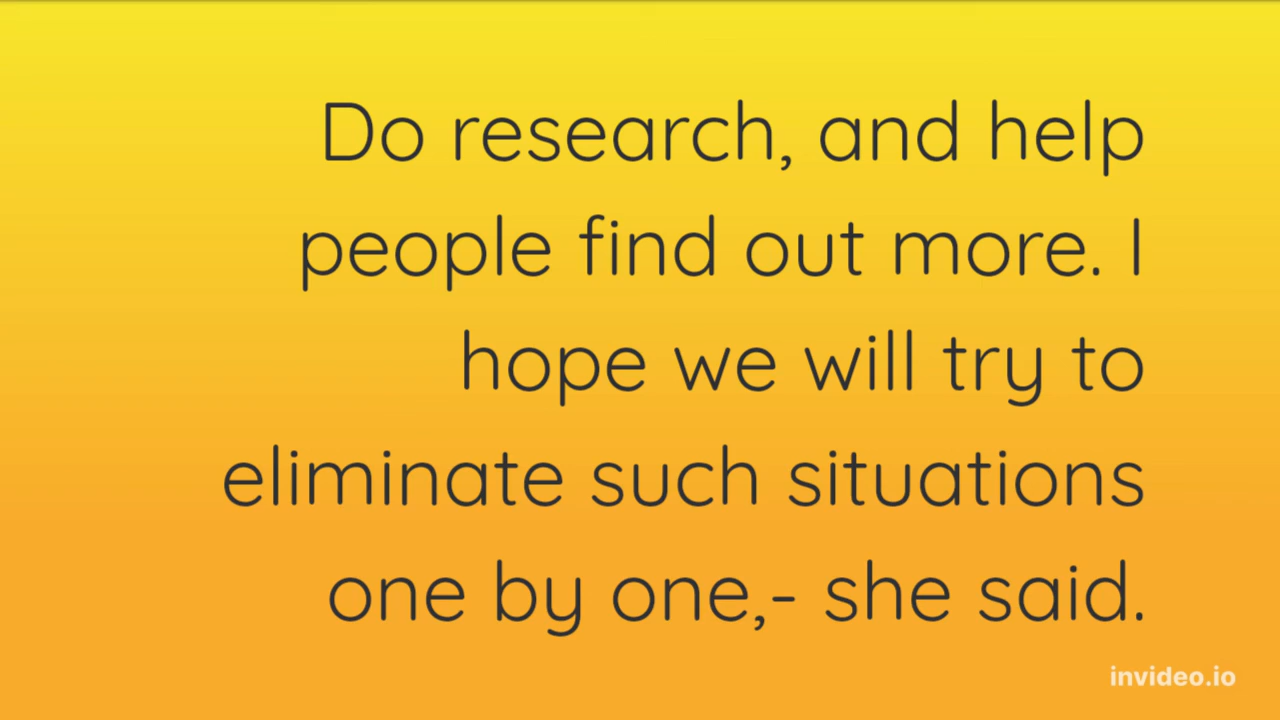 Do research, and help
people find out more. I
hope we will try to
eliminate such situations
one by one,- she said.
invideo.io